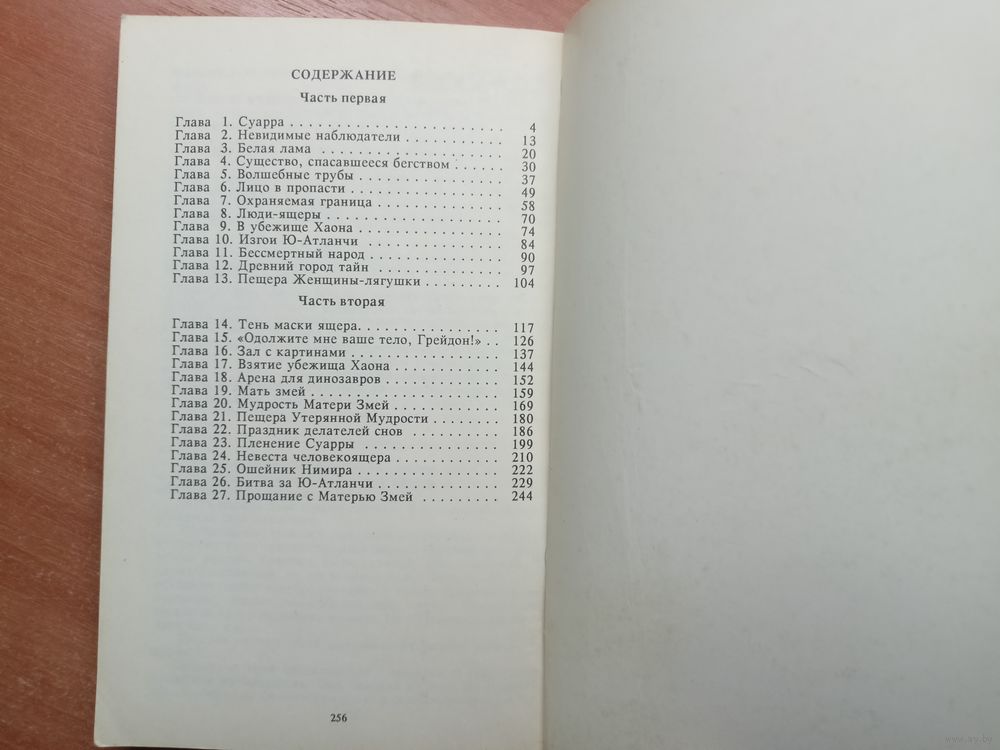 СОДЕРЖАНИЕ
Часть первая
Глава 1. Суарра . . . . . . . . . . . . . . . . . . . . . . . 4
Глава 2. Невидимые наблюдатели . . . . . . . . . . . 13
Глава 3. Белая лама . . . . . . . . . . . . . . . . . . . . 20
Глава 4. Существо, спасавшееся бегством . . . . . . 30
Глава 5. Волшебные трубы . . . . . . . . . . . . . . . . 37
Глава 6. Лицо в пропасти . . . . . . . . . . . . . . . . . 49
Глава 7. Охраняемая граница . . . . . . . . . . . . . . 58
Глава 8. Люди-ящеры . . . . . . . . . . . . . . . . . . . 70
Глава 9. В убежище Хаона . . . . . . . . . . . . . . . . 74
Глава 10. Изгои Ю-Атланчи . . . . . . . . . . . . . . . 84
Глава 11. Бессмертный народ . . . . . . . . . . . . . . 90
Глава 12. Древний город тайн . . . . . . . . . . . . . 97
Глава 13. Пещера Женщины-лягушки . . . . . . . . 104
Часть вторая
Глава 14. Тень маски ящера. . . . . . . . . . . . . . . 117
Глава 15. «Одолжите мне ваше тело, Грейдон!» . . 126
Глава 16. Зал с картинами . . . . . . . . . . . . . . . . 137
Глава 17. Взятие убежища Хаона . . . . . . . . . . . 144
Глава 18. Арена для динозавров . . . . . . . . . . . . 152
Глава 19. Мать змей . . . . . . . . . . . . . . . . . . . . 159
Глава 20. Мудрость Матери Змей . . . . . . . . . . . 169
Глава 21. Пещера Утерянной Мудрости . . . . . . . 180
Глава 22. Праздник делателей снов . . . . . . . . . 186
Глава 23. Пленение Суарры . . . . . . . . . . . . . . 199
Глава 24. Невеста человекоящера . . . . . . . . . . . 210
Глава 25. Ошейник Нимира . . . . . . . . . . . . . . . 222
Глава 26. Битва за Ю-Атланчи . . . . . . . . . . . . . 229
Глава 27. Прощание с Матерью Змей . . . . . . . . 244
256
www.ay.by